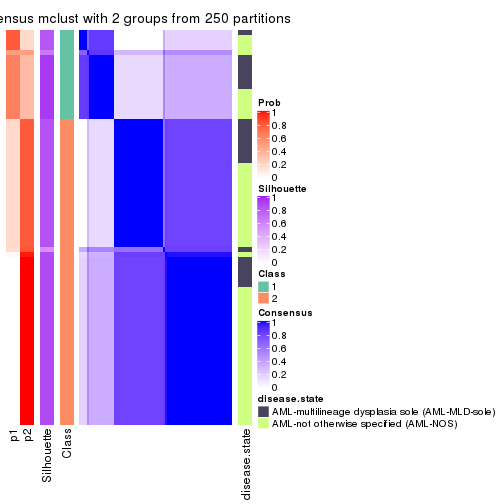 ensus mclust with 2 groups from 250 partitions
Prob
1
0.8
0.6
0.4
0.2
0
Silhouette
1
0.8
0.6
0.4
0.2
0
Class
1
2
Consensus
1
0.8
0.6
0.4
0.2
0
disease.state
AML-multilineage dysplasia sole (AML-MLD-sole)
AML-not otherwise specified (AML-NOS)
p1
p2
Silhouette
Class
disease.state